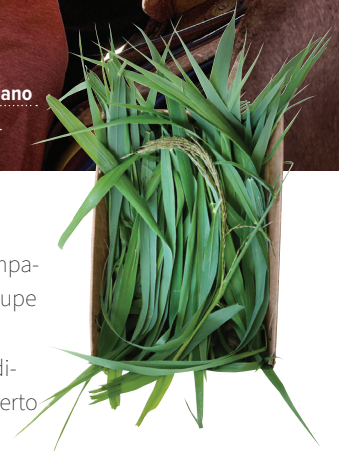 ano
mpa-
upe
di-
erto